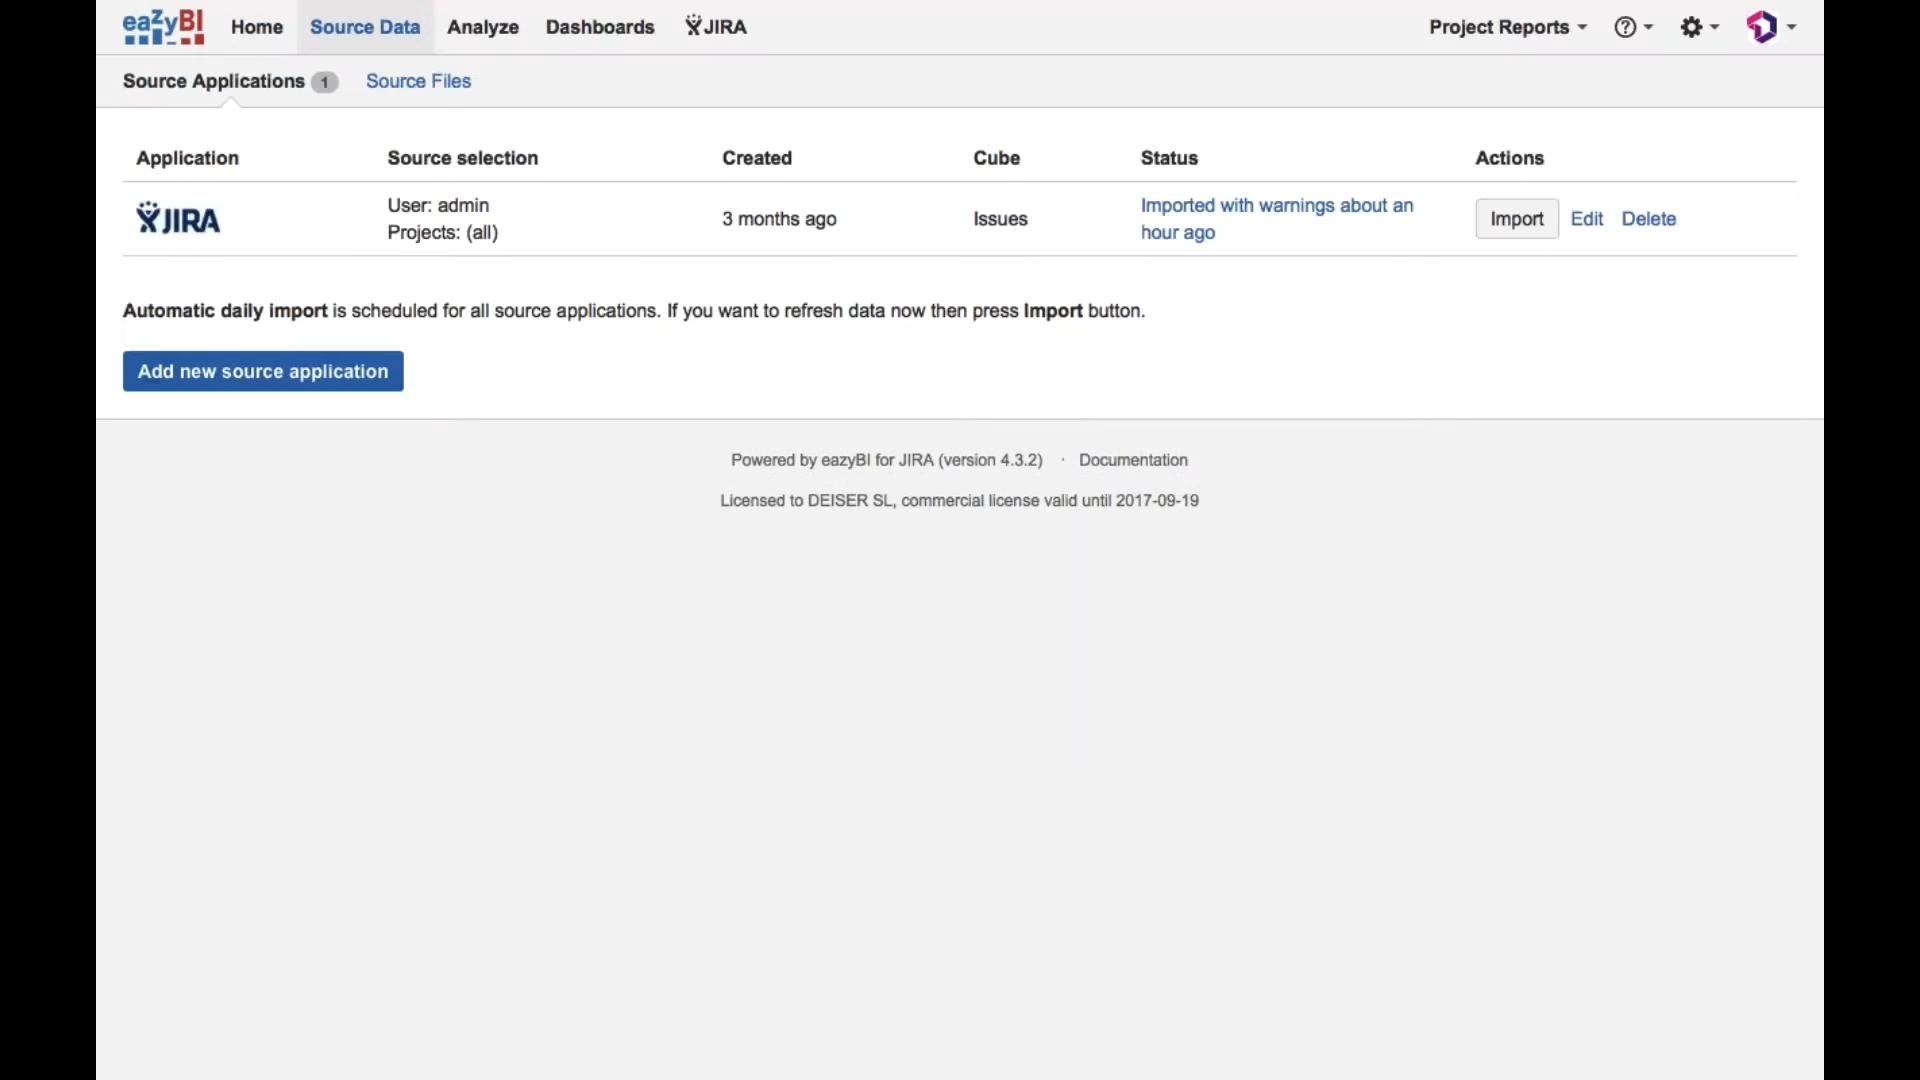 eazyBI Home Source Data Analyze Dashboards JIRA Project Reports
Source Applications 1 Source Files
Application Source selection Created Cube Status Actions
JIRA User: admin Projects: (all) 3 months ago Issues Imported with warnings about an hour ago Import Edit Delete
Automatic daily import is scheduled for all source applications. If you want to refresh data now then press Import button.
Add new source application
Powered by eazyBI for JIRA (version 4.3.2) · Documentation
Licensed to DEISER SL, commercial license valid until 2017-09-19